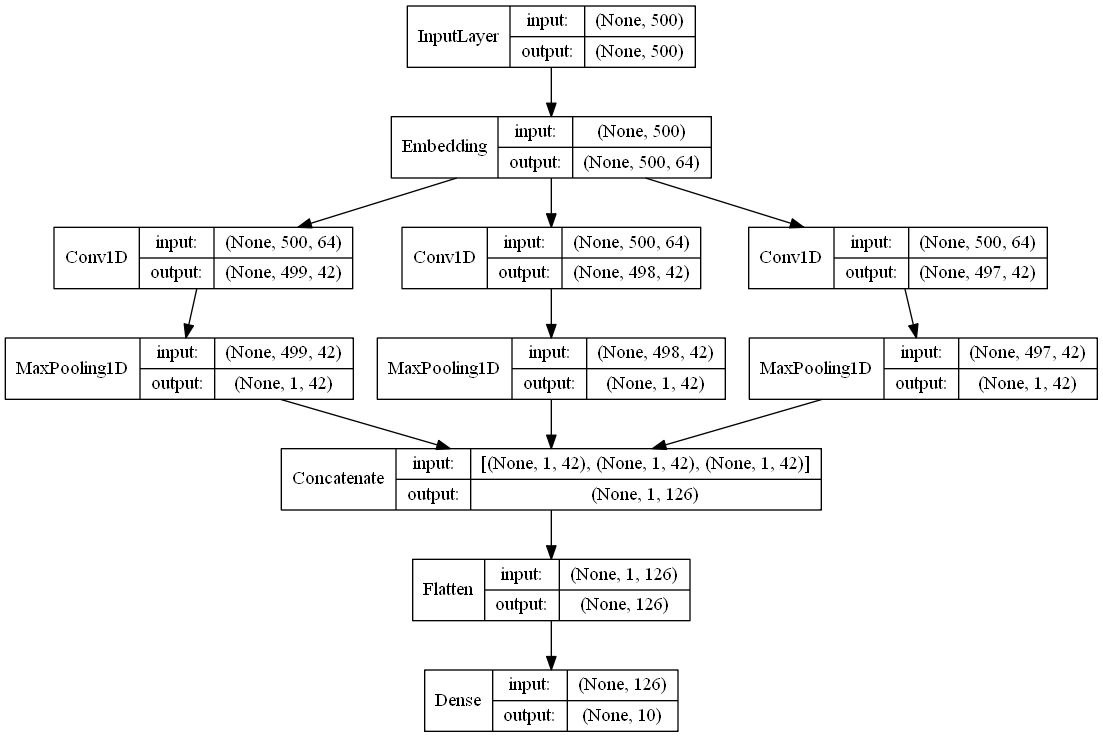 InputLayer input: (None, 500)
output: (None, 500)
Embedding input: (None, 500)
output: (None, 500, 64)
Conv1D input: (None, 500, 64)
output: (None, 499, 42)
Conv1D input: (None, 500, 64)
output: (None, 498, 42)
Conv1D input: (None, 500, 64)
output: (None, 497, 42)
MaxPooling1D input: (None, 499, 42)
output: (None, 1, 42)
MaxPooling1D input: (None, 498, 42)
output: (None, 1, 42)
MaxPooling1D input: (None, 497, 42)
output: (None, 1, 42)
Concatenate input: [(None, 1, 42), (None, 1, 42), (None, 1, 42)]
output: (None, 1, 126)
Flatten input: (None, 1, 126)
output: (None, 126)
Dense input: (None, 126)
output: (None, 10)